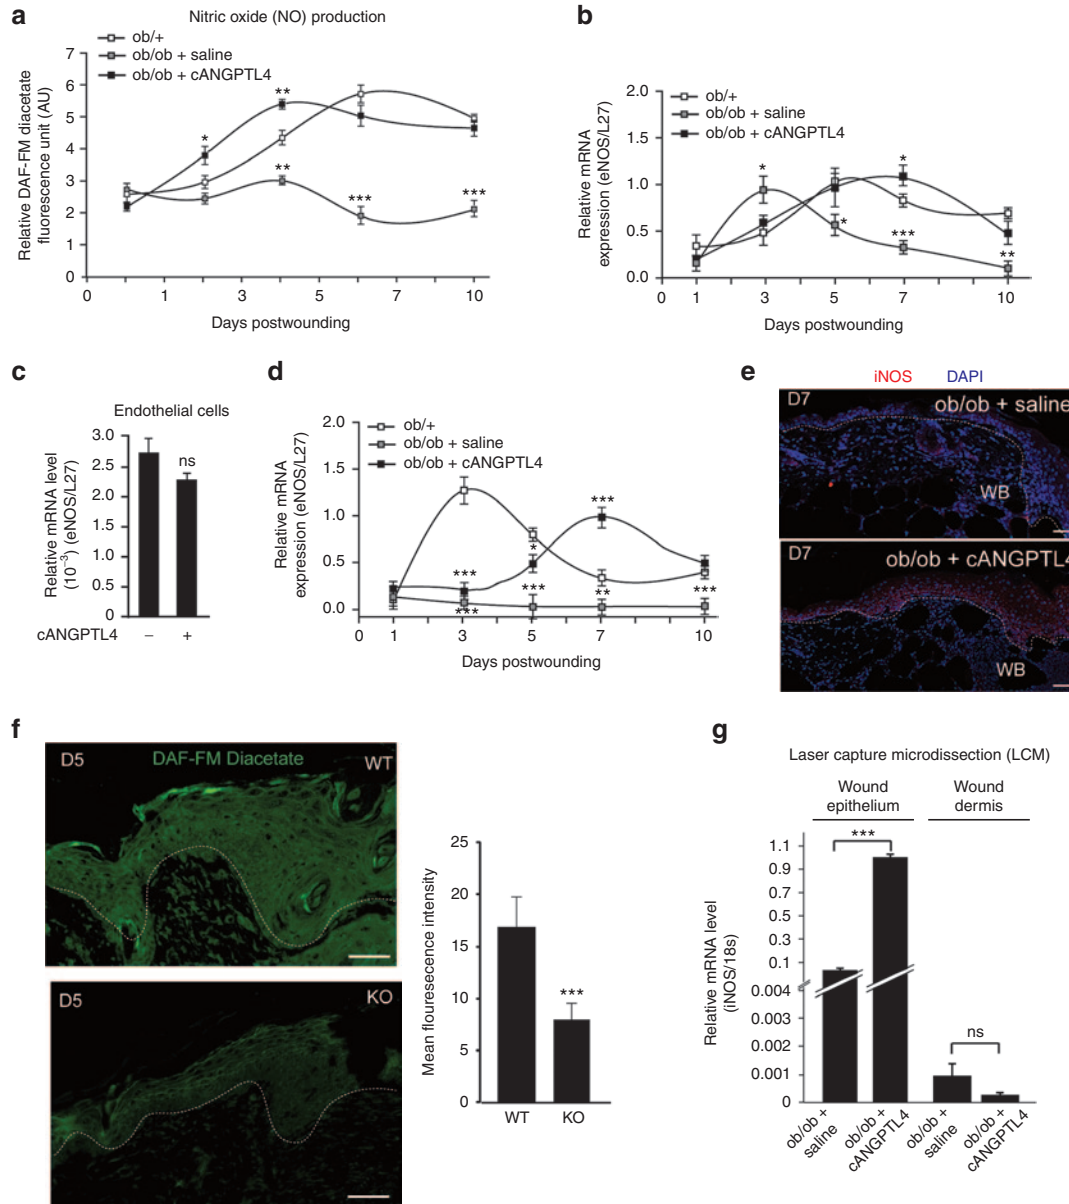 a
Nitric oxide (NO) production
ob/+
ob/ob + saline
ob/ob + cANGPTL4
Relative DAF-FM diacetate
fluorescence unit (AU)
7
6
5
4
3
2
1
0
* ** ** *** ***
0 1 3 5 7 10
Days postwounding
b
ob/+
ob/ob + saline
ob/ob + cANGPTL4
Relative mRNA
expression (eNOS/L27)
2.0
1.5
1.0
0.5
0.0
* * * *** **
0 1 3 5 7 10
Days postwounding
c
Endothelial cells
Relative mRNA level
(10⁻³) (eNOS/L27)
3.0
2.5
2.0
1.5
1.0
0.5
0
ns
cANGPTL4 – +
d
ob/+
ob/ob + saline
ob/ob + cANGPTL4
Relative mRNA
expression (eNOS/L27)
2.0
1.5
1.0
0.5
0.0
*** *** * *** *** ** ***
0 1 3 5 7 10
Days postwounding
e
iNOS DAPI
D7
ob/ob + saline
WB
D7
ob/ob + cANGPTL4
WB
f
D5 DAF-FM Diacetate WT
D5 KO
Mean flouresecence intensity
25
20
15
10
5
0
***
WT KO
g
Laser capture microdissection (LCM)
Wound
epithelium
Wound
dermis
Relative mRNA level
(iNOS/18s)
1.1
0.9
0.7
0.5
0.3
0.1
0.004
0.003
0.002
0.001
0
***
ns
ob/ob +
saline
ob/ob +
cANGPTL4
ob/ob +
saline
ob/ob +
cANGPTL4